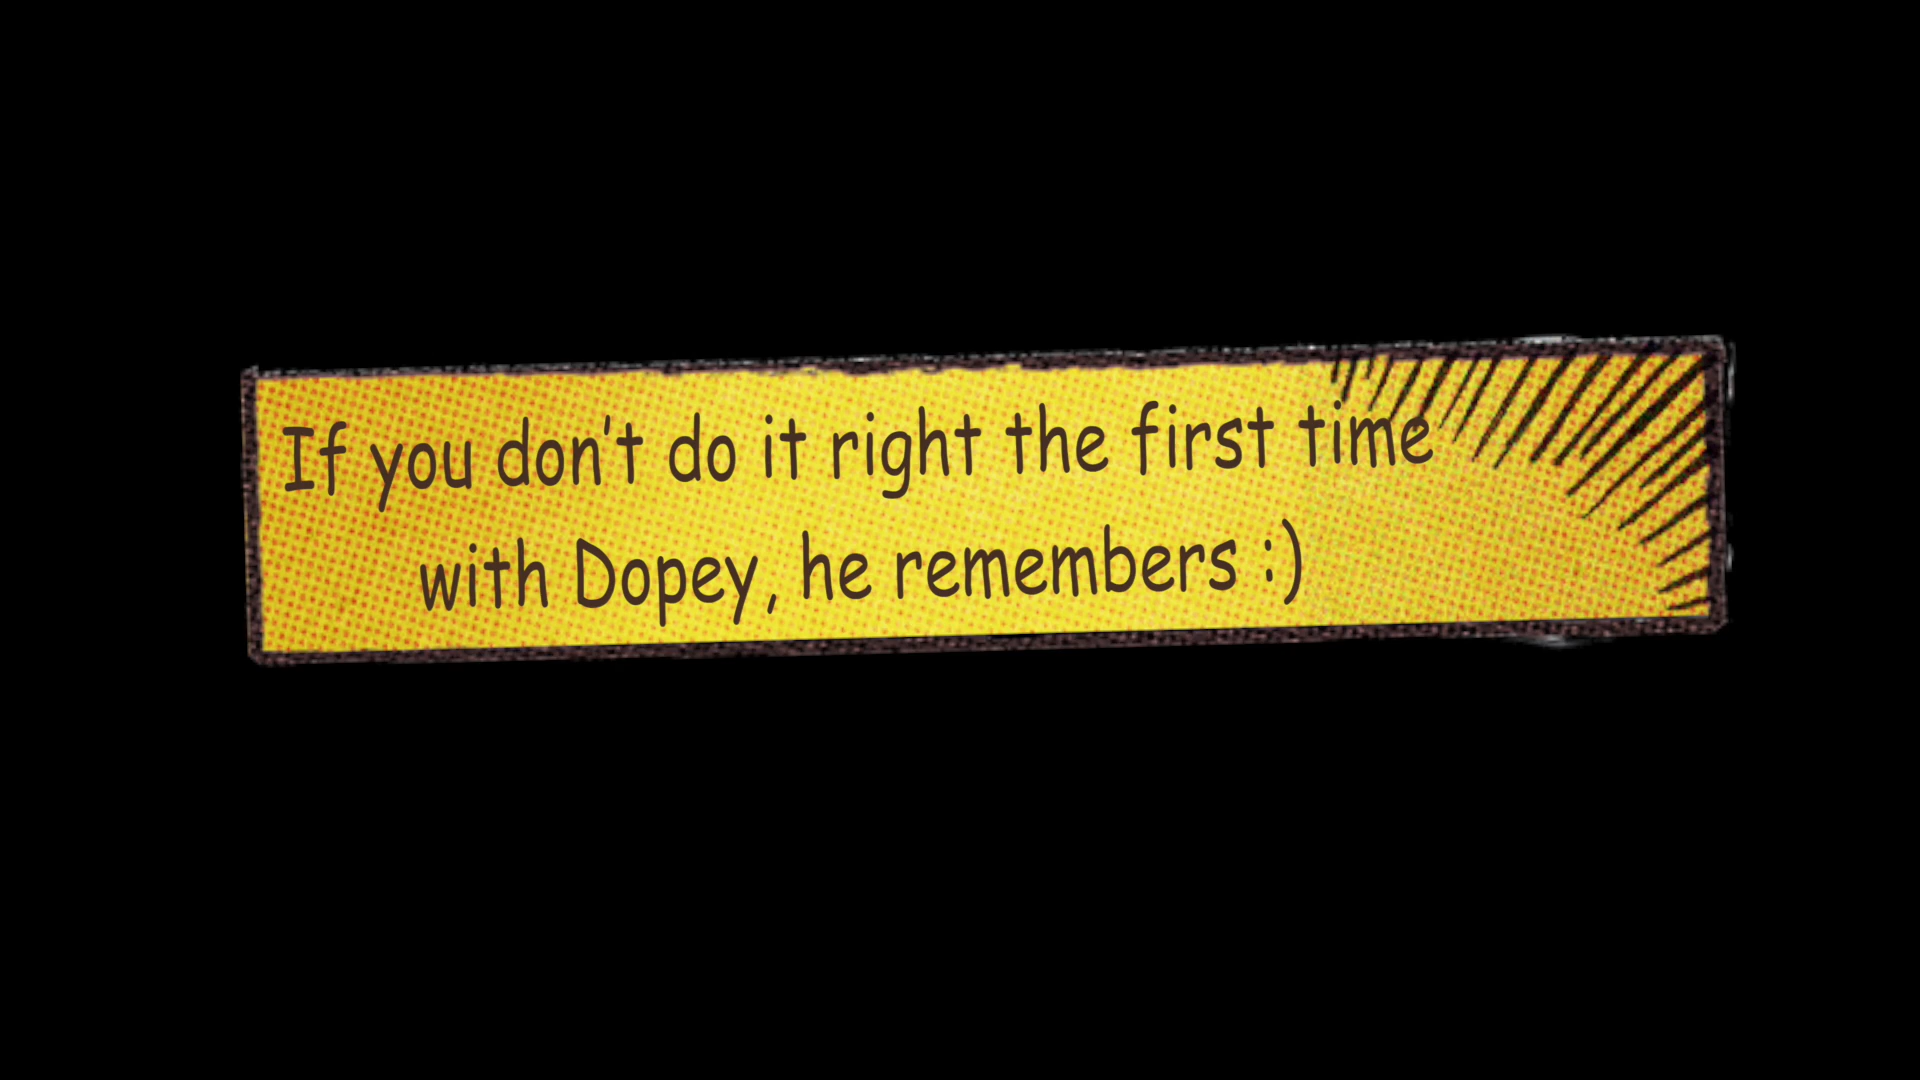 If you don't do it right the first time
with Dopey, he remembers :)